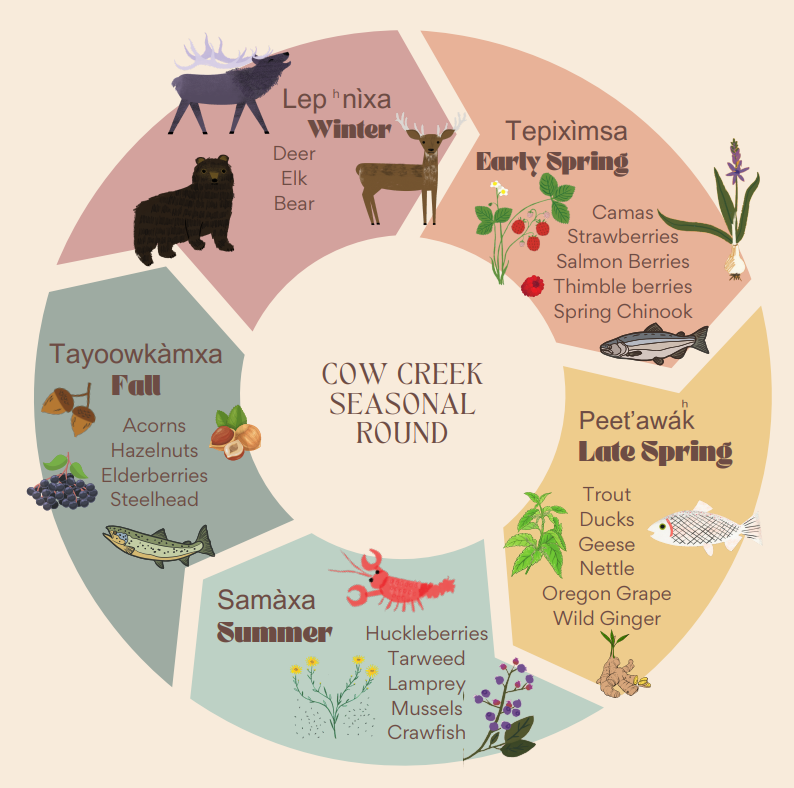 COW CREEK
SEASONAL
ROUND
Lepʰnìxa
Winter
Deer
Elk
Bear
Tepixìmsa
Early Spring
Camas
Strawberries
Salmon Berries
Thimble berries
Spring Chinook
Peet’awákʰ
Late Spring
Trout
Ducks
Geese
Nettle
Oregon Grape
Wild Ginger
Samàxa
Summer
Huckleberries
Tarweed
Lamprey
Mussels
Crawfish
Tayoowkàmxa
Fall
Acorns
Hazelnuts
Elderberries
Steelhead